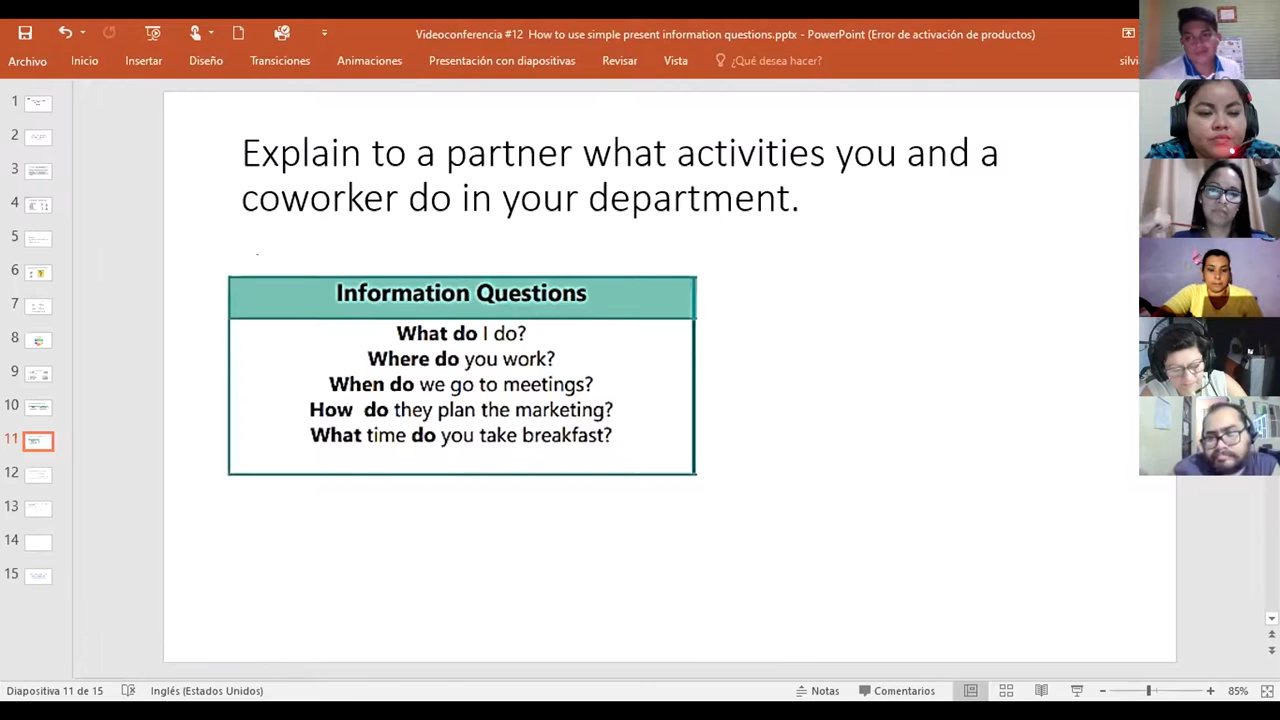 Videoconferencia #12 How to use simple present information questions.pptx - PowerPoint (Error de activación de productos)
Archivo Inicio Insertar Diseño Transiciones Animaciones Presentación con diapositivas Revisar Vista ¿Qué desea hacer? silvi
1
2
3
4
5
6
7
8
9
10
11
12
13
14
15
Explain to a partner what activities you and a
coworker do in your department.
Information Questions
What do I do?
Where do you work?
When do we go to meetings?
How do they plan the marketing?
What time do you take breakfast?
Diapositiva 11 de 15 Inglés (Estados Unidos) Notas Comentarios 85%